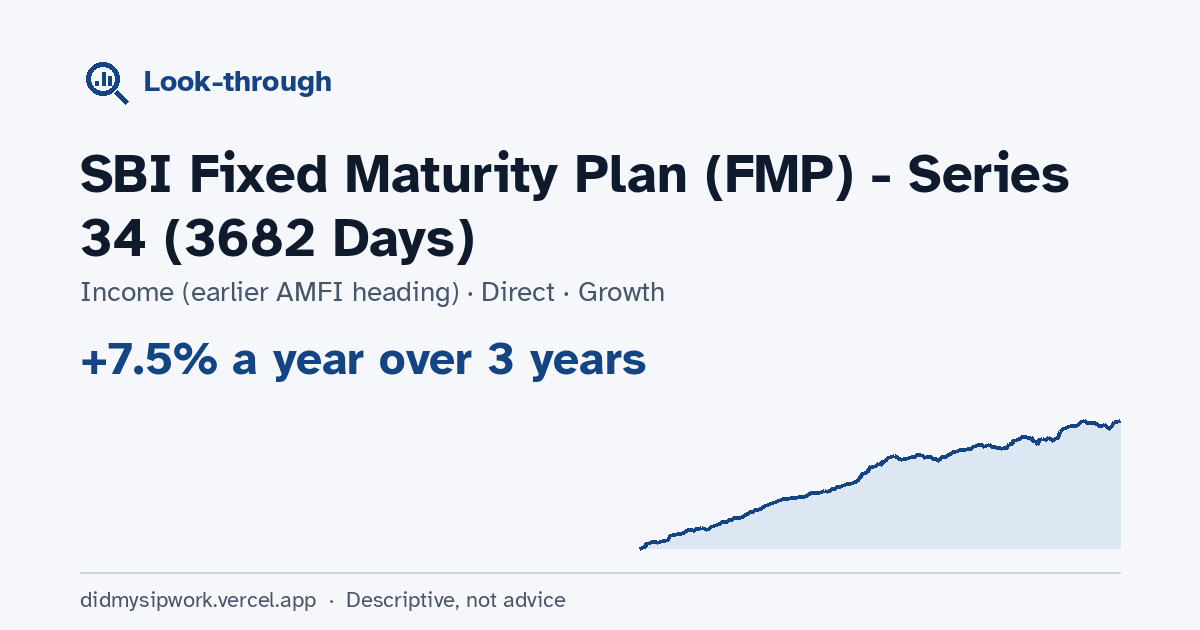 Look-through
SBI Fixed Maturity Plan (FMP) - Series
34 (3682 Days)
Income (earlier AMFI heading) · Direct · Growth
+7.5% a year over 3 years
didmysipwork.vercel.app · Descriptive, not advice